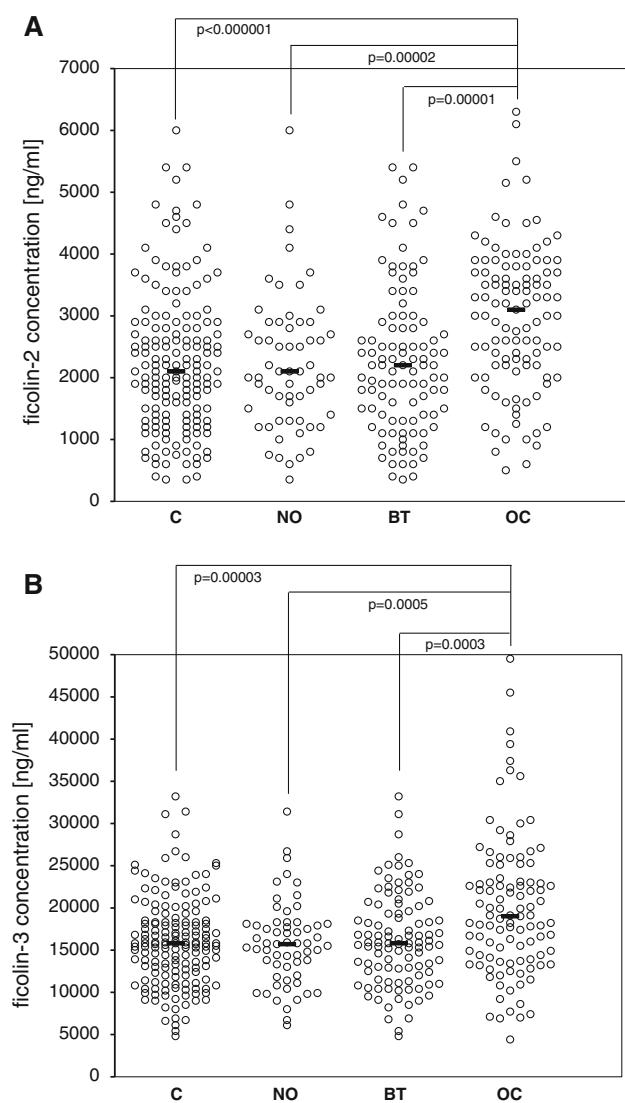 A
p<0.000001
p=0.00002
p=0.00001
7000
6000
5000
4000
3000
2000
1000
0
ficolin-2 concentration [ng/ml]
C NO BT OC
B
p=0.00003
p=0.0005
p=0.0003
50000
45000
40000
35000
30000
25000
20000
15000
10000
5000
0
ficolin-3 concentration [ng/ml]
C NO BT OC